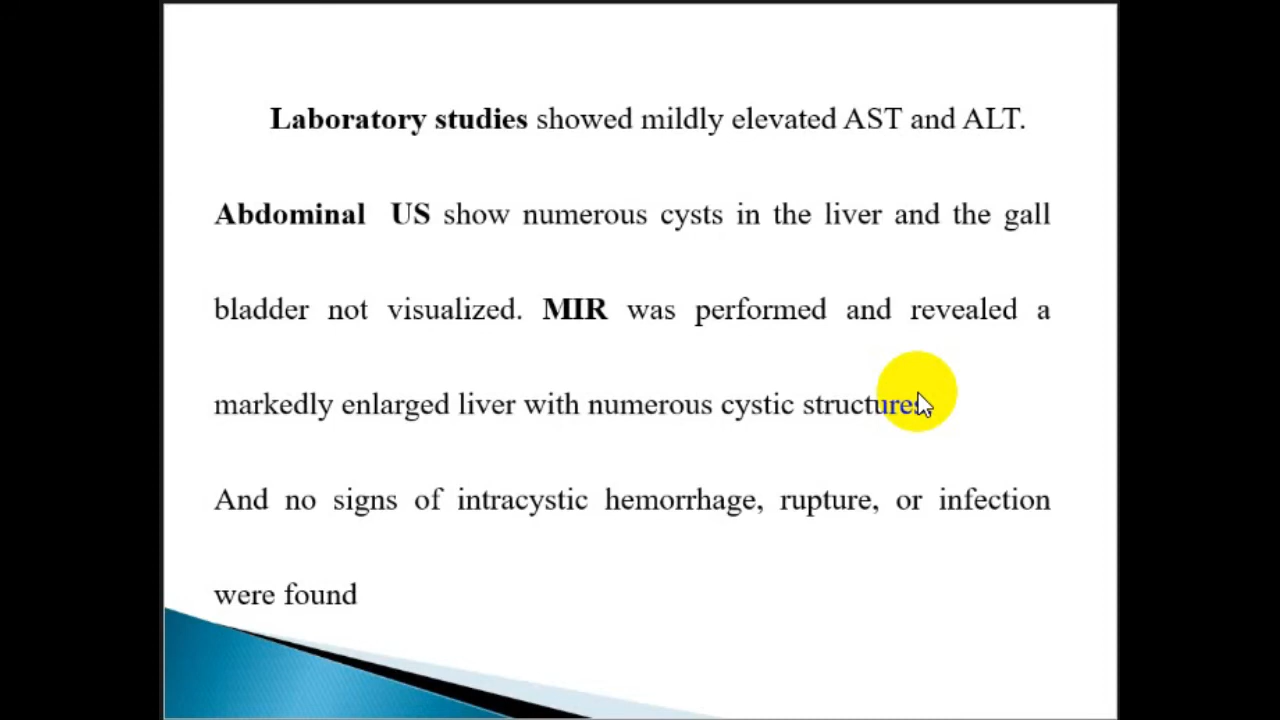 Laboratory studies showed mildly elevated AST and ALT.
Abdominal US show numerous cysts in the liver and the gall
bladder not visualized. MIR was performed and revealed a
markedly enlarged liver with numerous cystic structures
And no signs of intracystic hemorrhage, rupture, or infection
were found